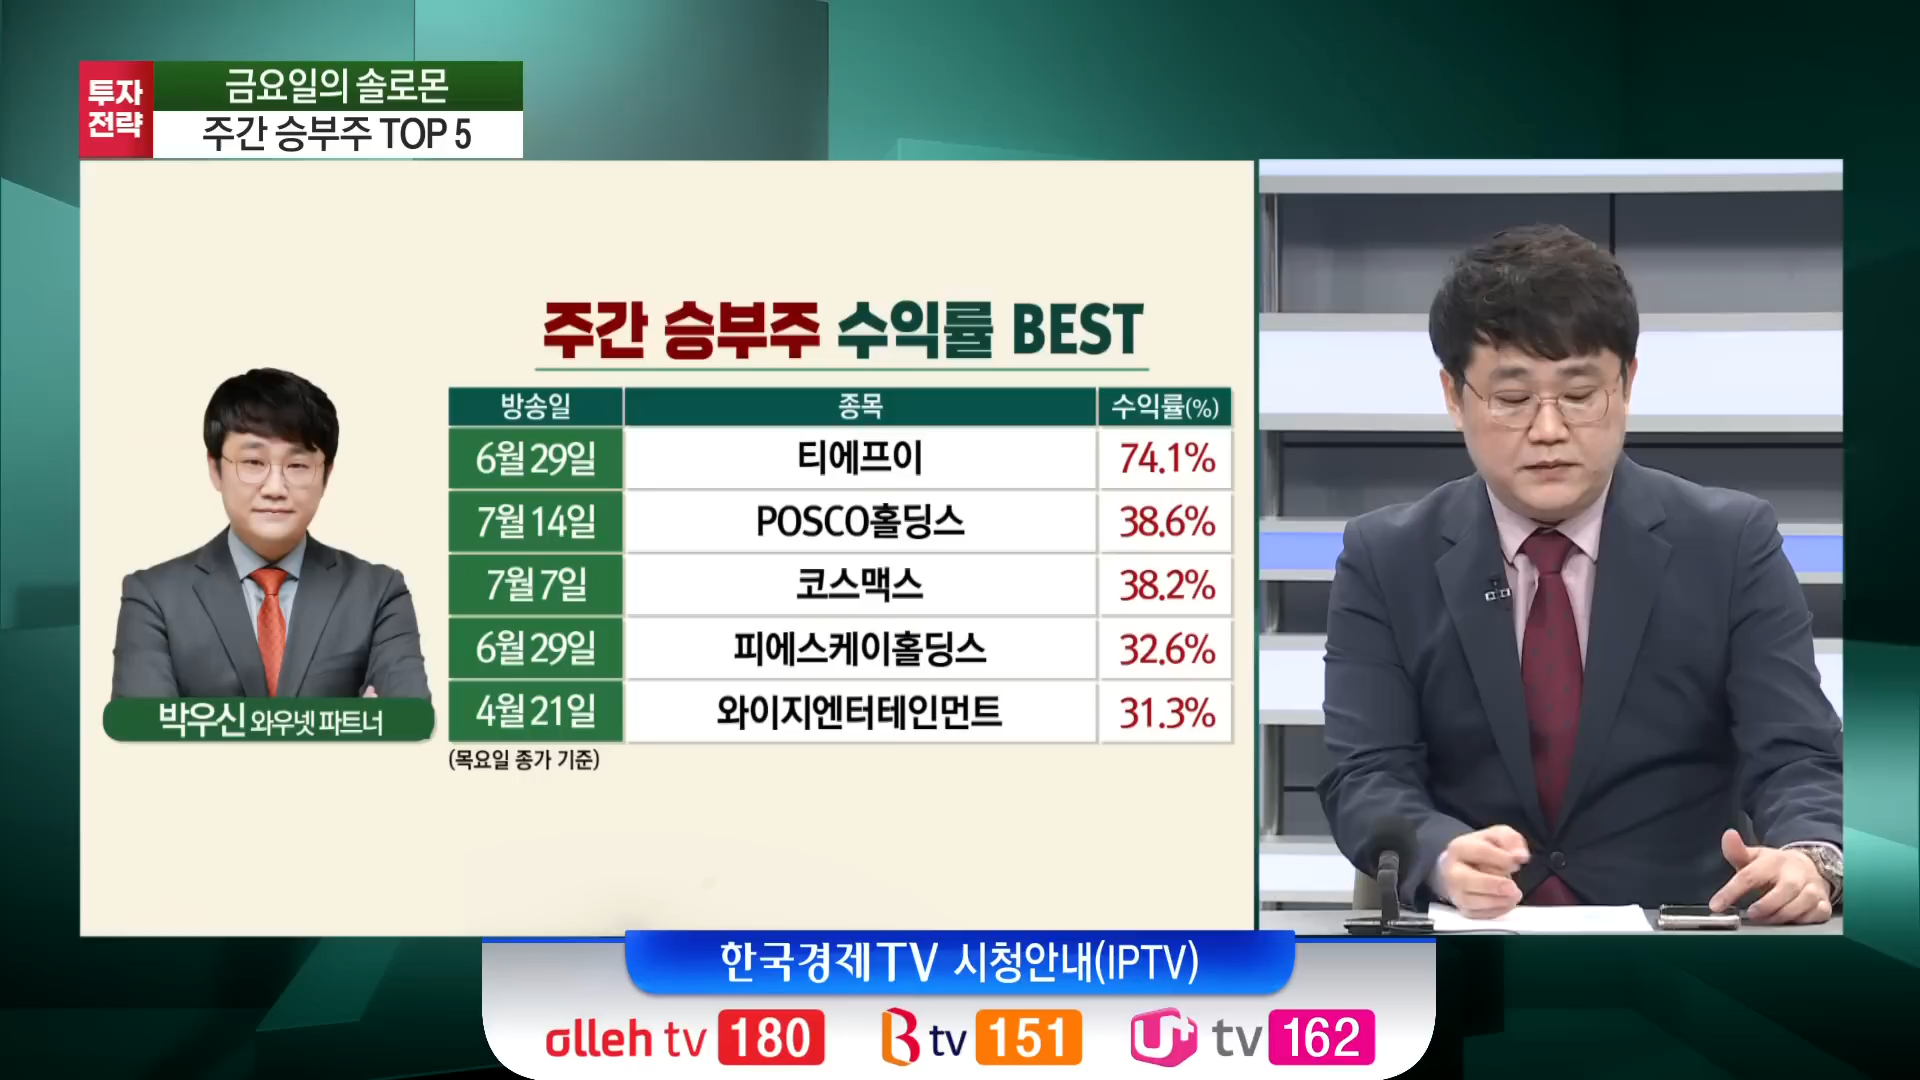 투자
전략
금요일의 솔로몬
주간 승부주 TOP 5
주간 승부주 수익률 BEST
방송일 종목 수익률(%)
6월 29일 티에프이 74.1%
7월 14일 POSCO홀딩스 38.6%
7월 7일 코스맥스 38.2%
6월 29일 피에스케이홀딩스 32.6%
4월 21일 와이지엔터테인먼트 31.3%
(목요일 종가 기준)
박우신 와우넷 파트너
한국경제TV 시청안내(IPTV)
olleh tv 180 B tv 151 U+ tv 162